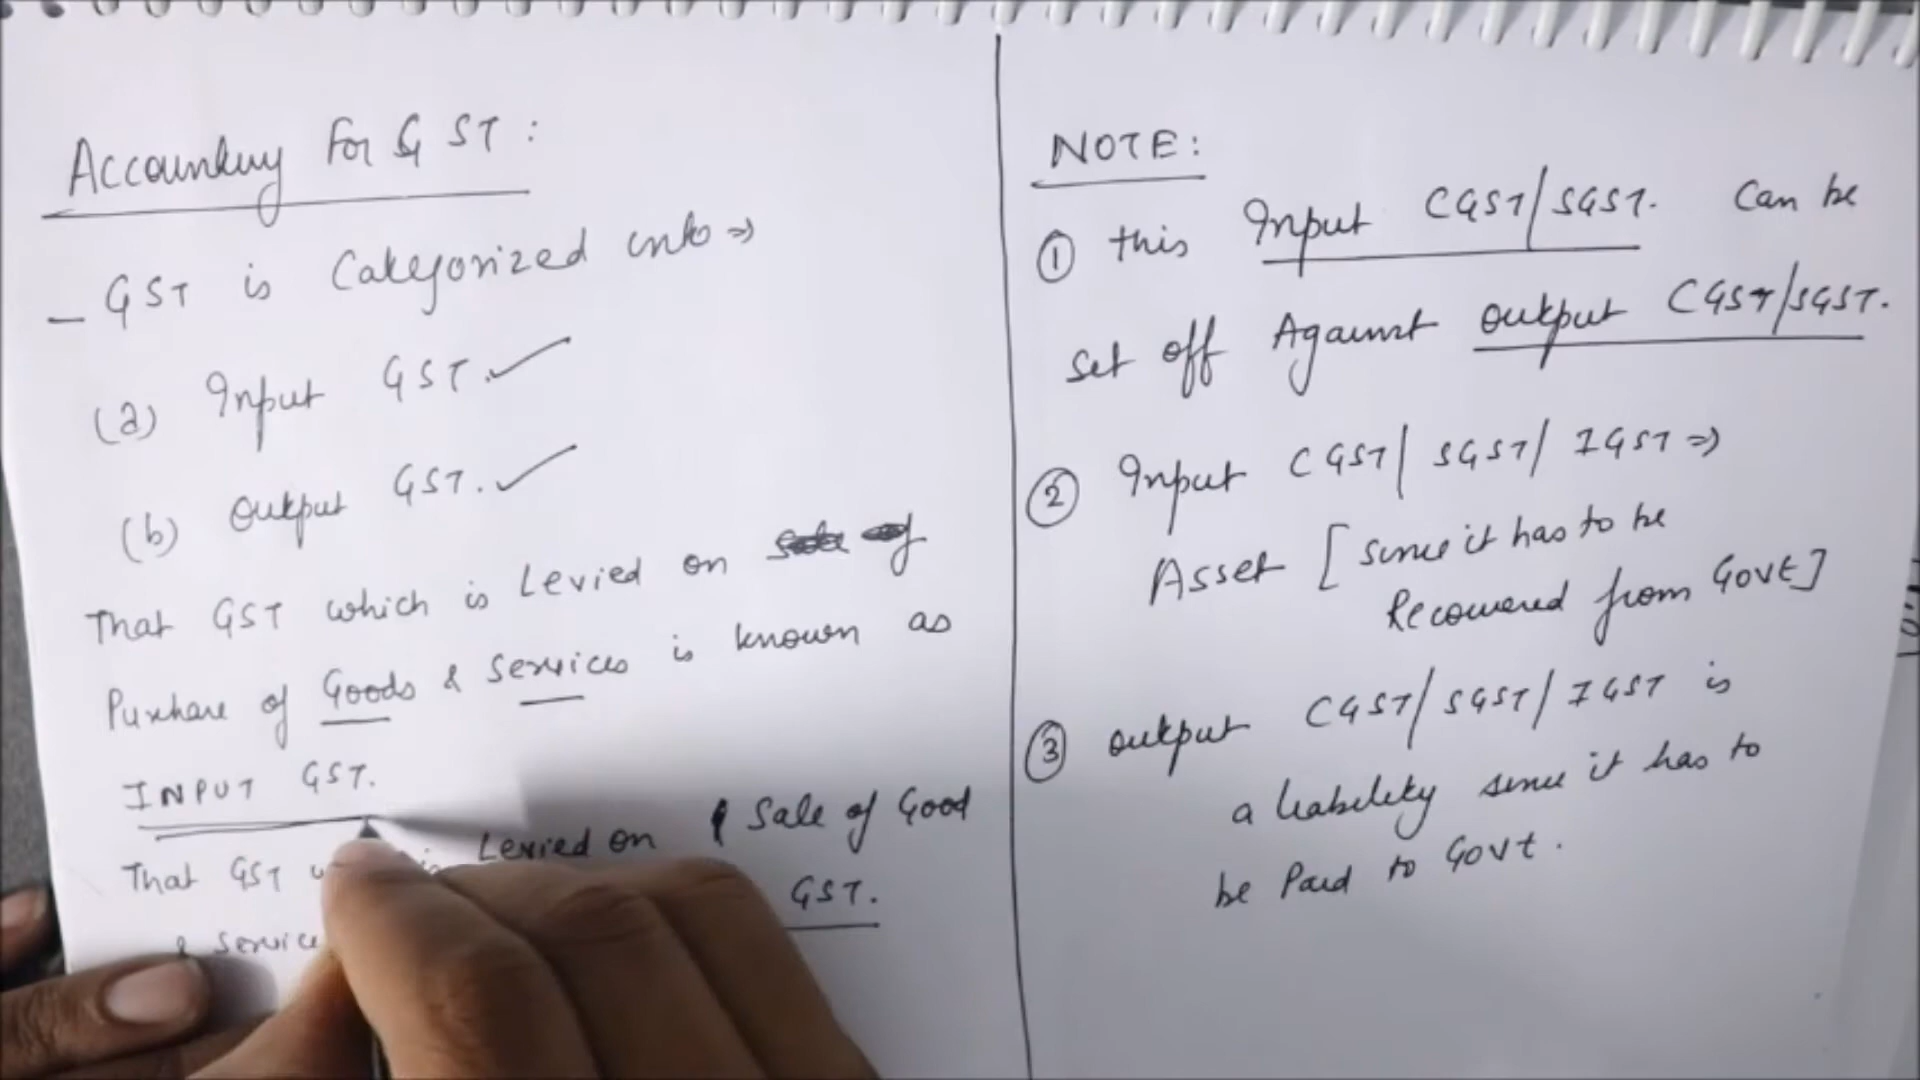 Accounting For GST:
- GST is Categorized into ⇒
(a) Input GST. ✓
(b) Output GST. ✓
That GST which is Levied on
Purchase of Goods & Services is known as
INPUT GST.
That GST Levied on Sale of Good
& Service GST.
NOTE:
① this Input CGST/SGST. Can be
Set off Against output CGST/SGST.
② Input CGST/SGST/IGST ⇒
Asset [since it has to be
Recovered from Govt]
③ output CGST/SGST/IGST is
a liability since it has to
be Paid to Govt.